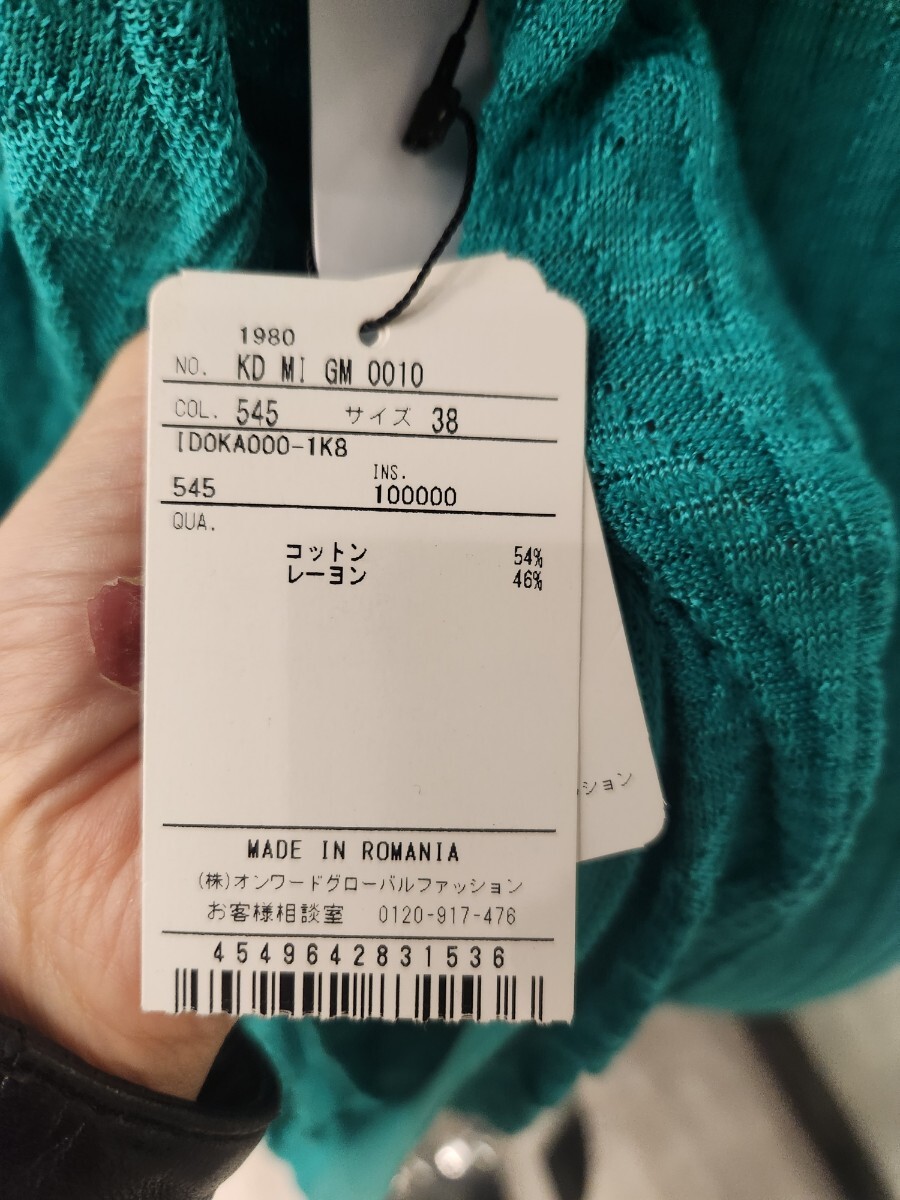 1980
NO. KD MI GM 0010
COL. 545 サイズ 38
IDOKA000-1K8
INS.
545 100000
QUA.
コットン 54%
レーヨン 46%
ション
MADE IN ROMANIA
(株)オンワードグローバルファッション
お客様相談室 0120-917-476
4549642831536